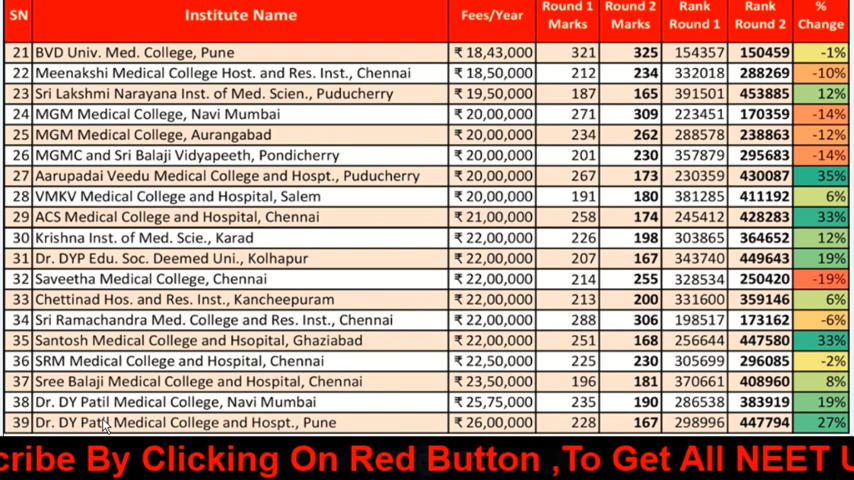 SN Institute Name Fees/Year Round 1 Marks Round 2 Marks Rank Round 1 Rank Round 2 % Change
21 BVD Univ. Med. College, Pune ₹ 18,43,000 321 325 154357 150459 -1%
22 Meenakshi Medical College Host. and Res. Inst., Chennai ₹ 18,50,000 212 234 332018 288269 -10%
23 Sri Lakshmi Narayana Inst. of Med. Scien., Puducherry ₹ 19,50,000 187 165 391501 453885 12%
24 MGM Medical College, Navi Mumbai ₹ 20,00,000 271 309 223451 170359 -14%
25 MGM Medical College, Aurangabad ₹ 20,00,000 234 262 288578 238863 -12%
26 MGMC and Sri Balaji Vidyapeeth, Pondicherry ₹ 20,00,000 201 230 357879 295683 -14%
27 Aarupadai Veedu Medical College and Hospt., Puducherry ₹ 20,00,000 267 173 230359 430087 35%
28 VMKV Medical College and Hospital, Salem ₹ 20,00,000 191 180 381285 411192 6%
29 ACS Medical College and Hospital, Chennai ₹ 21,00,000 258 174 245412 428283 33%
30 Krishna Inst. of Med. Scie., Karad ₹ 22,00,000 226 198 303865 364652 12%
31 Dr. DYP Edu. Soc. Deemed Uni., Kolhapur ₹ 22,00,000 207 167 343740 449643 19%
32 Saveetha Medical College, Chennai ₹ 22,00,000 214 255 328534 250420 -19%
33 Chettinad Hos. and Res. Inst., Kancheepuram ₹ 22,00,000 213 200 331600 359146 6%
34 Sri Ramachandra Med. College and Res. Inst., Chennai ₹ 22,00,000 288 306 198517 173162 -6%
35 Santosh Medical College and Hsopital, Ghaziabad ₹ 22,00,000 251 168 256644 447580 33%
36 SRM Medical College and Hospital, Chennai ₹ 22,50,000 225 230 305699 296085 -2%
37 Sree Balaji Medical College and Hospital, Chennai ₹ 23,50,000 196 181 370661 408960 8%
38 Dr. DY Patil Medical College, Navi Mumbai ₹ 25,75,000 235 190 286538 383919 19%
39 Dr. DY Patil Medical College and Hospt., Pune ₹ 26,00,000 228 167 298996 447794 27%
cribe By Clicking On Red Button ,To Get All NEET U